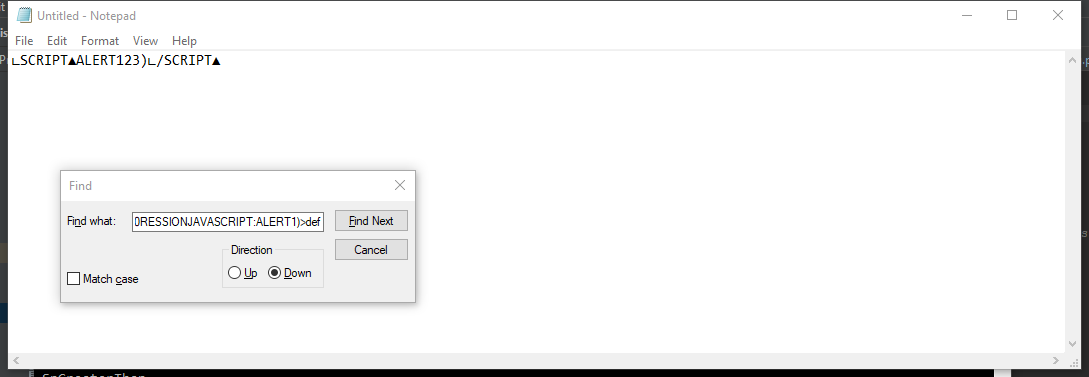 Untitled - Notepad
File Edit Format View Help
∟SCRIPT▲ALERT123)∟/SCRIPT▲
Find
Find what: RESSIONJAVASCRIPT:ALERT1)>def Find Next
Direction Cancel
Up Down
Match case